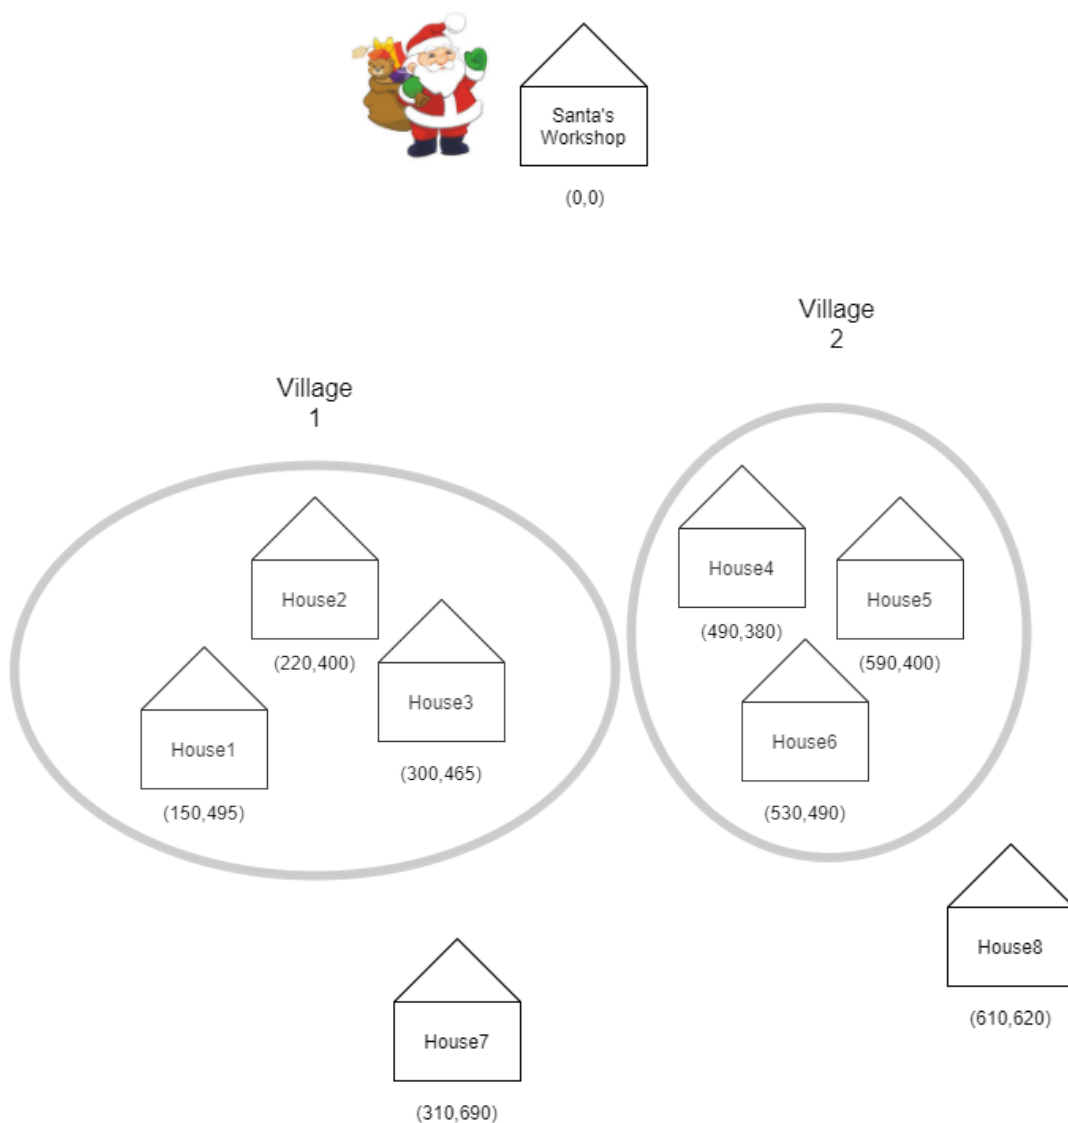 Santa's
Workshop
(0,0)
Village
2
Village
1
House2
(220,400)
House4
(490,380)
House5
(590,400)
House3
(300,465)
House1
(150,495)
House6
(530,490)
House8
(610,620)
House7
(310,690)